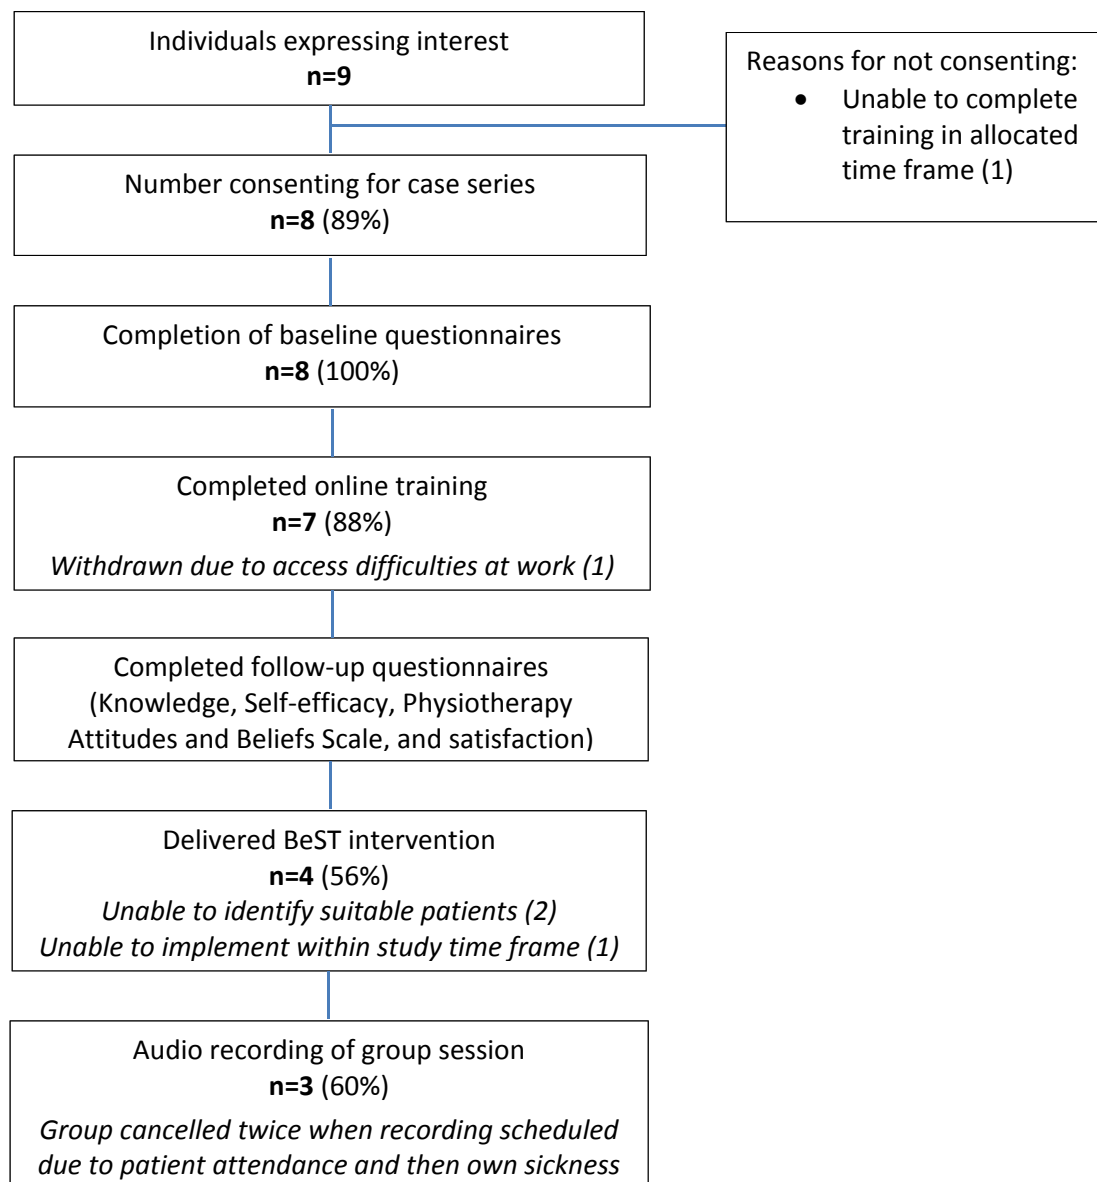 Individuals expressing interest
n=9
Reasons for not consenting:
• Unable to complete
training in allocated
time frame (1)
Number consenting for case series
n=8 (89%)
Completion of baseline questionnaires
n=8 (100%)
Completed online training
n=7 (88%)
Withdrawn due to access difficulties at work (1)
Completed follow-up questionnaires
(Knowledge, Self-efficacy, Physiotherapy
Attitudes and Beliefs Scale, and satisfaction)
Delivered BeST intervention
n=4 (56%)
Unable to identify suitable patients (2)
Unable to implement within study time frame (1)
Audio recording of group session
n=3 (60%)
Group cancelled twice when recording scheduled
due to patient attendance and then own sickness